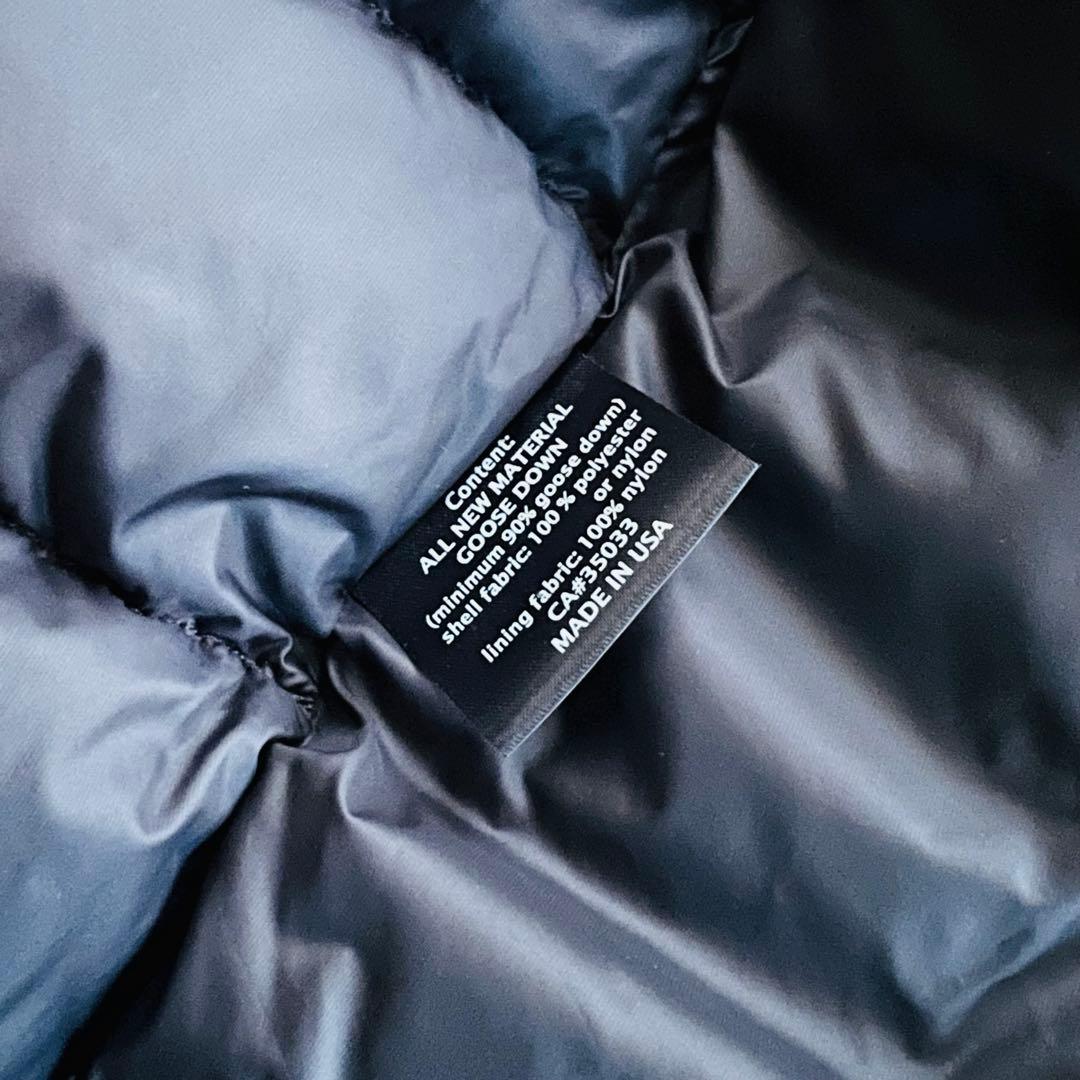 Content:
ALL NEW MATERIAL
GOOSE DOWN
(minimum 90% goose down)
shell fabric: 100 % polyester
or nylon
lining fabric: 100% nylon
CA#35033
MADE IN USA